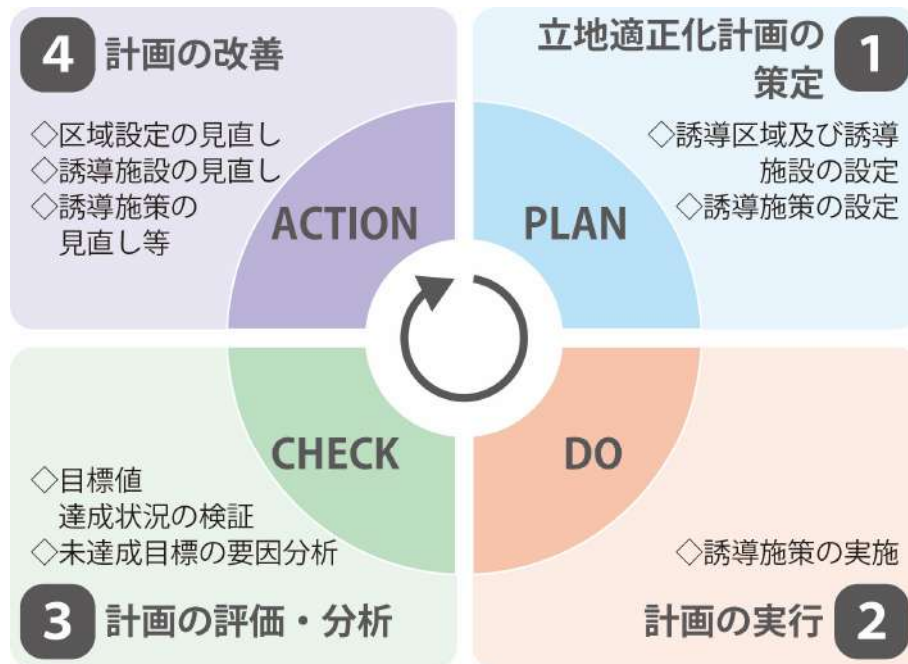 4 計画の改善
◇区域設定の見直し
◇誘導施設の見直し
◇誘導施策の
見直し等
ACTION
立地適正化計画の
策定
1
◇誘導区域及び誘導
施設の設定
◇誘導施策の設定
PLAN
CHECK
◇目標値
達成状況の検証
◇未達成目標の要因分析
3 計画の評価・分析
DO
◇誘導施策の実施
計画の実行 2